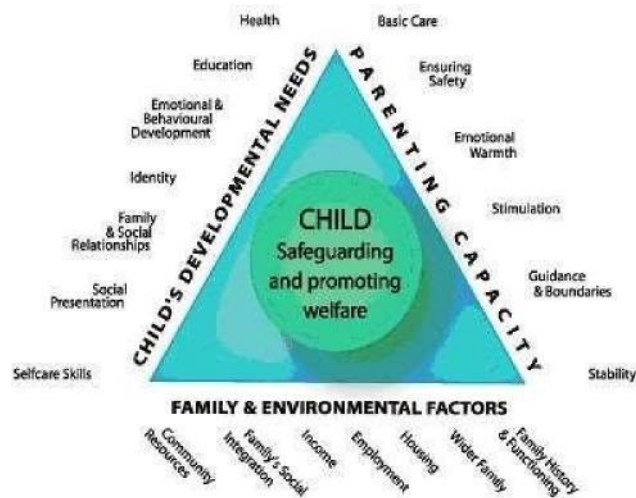 Health
Basic Care
Education
Ensuring
Safety
Emotional &
Behavioural
Development
Emotional
Warmth
Identity
Stimulation
Family
& Social
Relationships
Social
Presentation
Guidance
& Boundaries
Selfcare Skills
Stability
CHILD'S DEVELOPMENTAL NEEDS
PARENTING CAPACITY
CHILD
Safeguarding
and promoting
welfare
FAMILY & ENVIRONMENTAL FACTORS
Community
Resources
Family's Social
Integration
Income
Employment
Housing
Wider Family
Family History
& Functioning